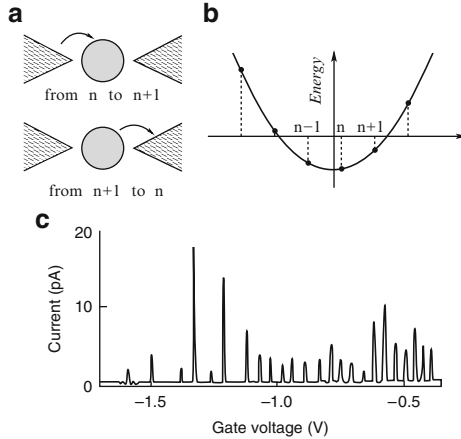 a
from n to n+1
from n+1 to n
b
Energy
n−1 n n+1
c
Current (pA)
20
10
0
−1.5 −1.0 −0.5
Gate voltage (V)